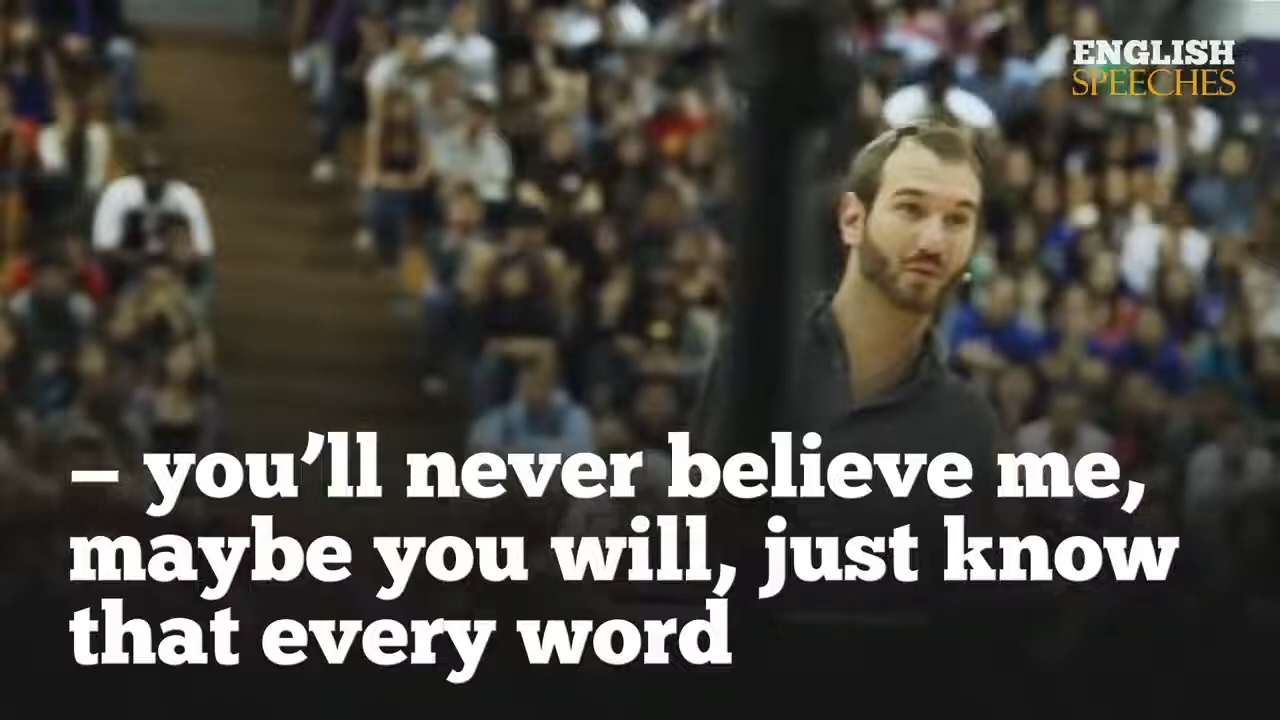 ENGLISH
SPEECHES
– you’ll never believe me,
maybe you will, just know
that every word